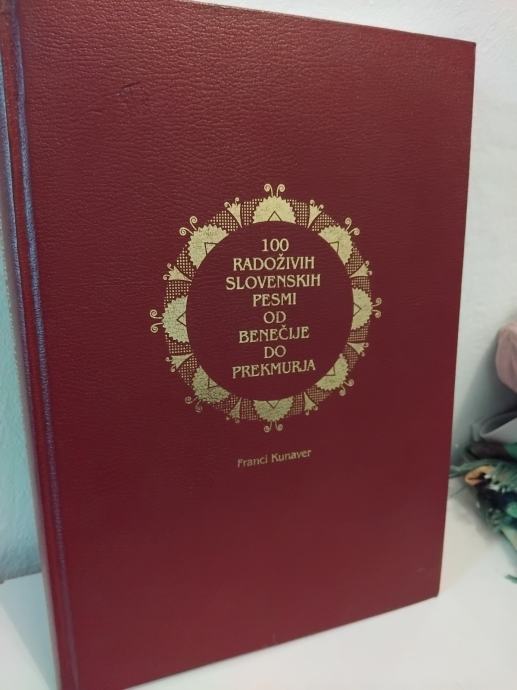 100
RADOŽIVIH
SLOVENSKIH
PESMI
OD
BENEČIJE
DO
PREKMURJA
Franci Kunaver